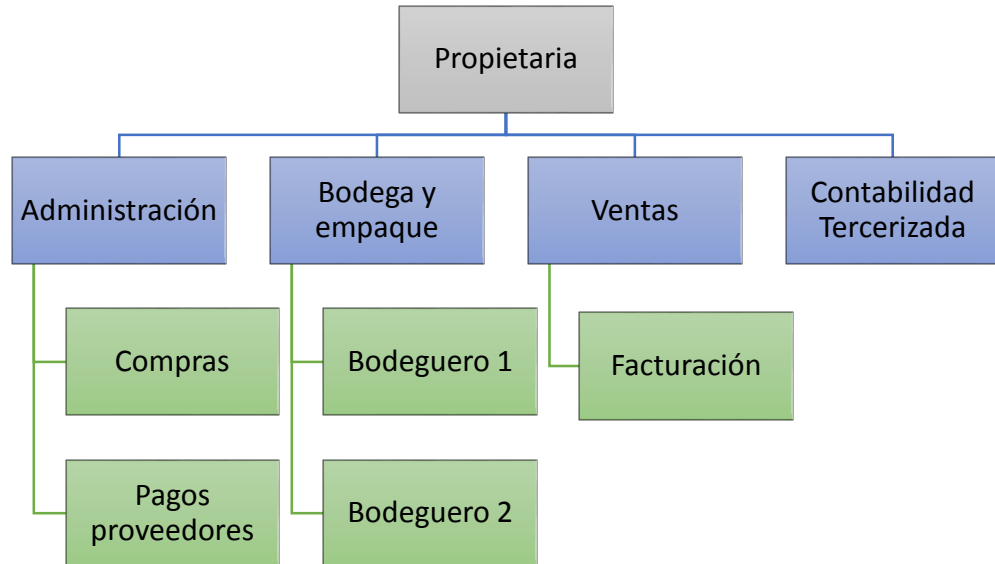 Propietaria
Administración
Bodega y
empaque
Ventas
Contabilidad
Tercerizada
Compras
Bodeguero 1
Facturación
Pagos
proveedores
Bodeguero 2